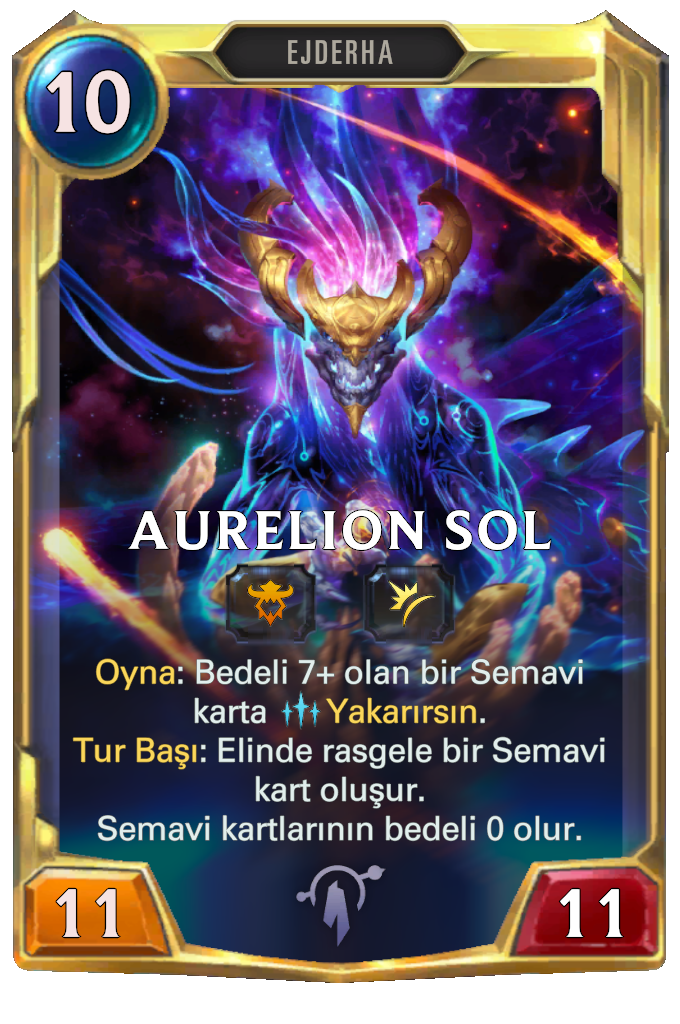 EJDERHA
10
AURELION SOL
Oyna: Bedeli 7+ olan bir Semavi
karta Yakarırsın.
Tur Başı: Elinde rasgele bir Semavi
kart oluşur.
Semavi kartlarının bedeli 0 olur.
11
11